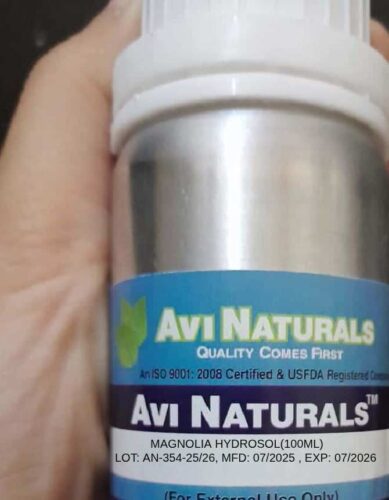 AVI NATURALS
QUALITY COMES FIRST
An ISO 9001: 2008 Certified & USFDA Registered
AVI NATURALS™
MAGNOLIA HYDROSOL(100ML)
LOT: AN-354-25/26, MFD: 07/2025 , EXP: 07/2026
(For External Use Only)